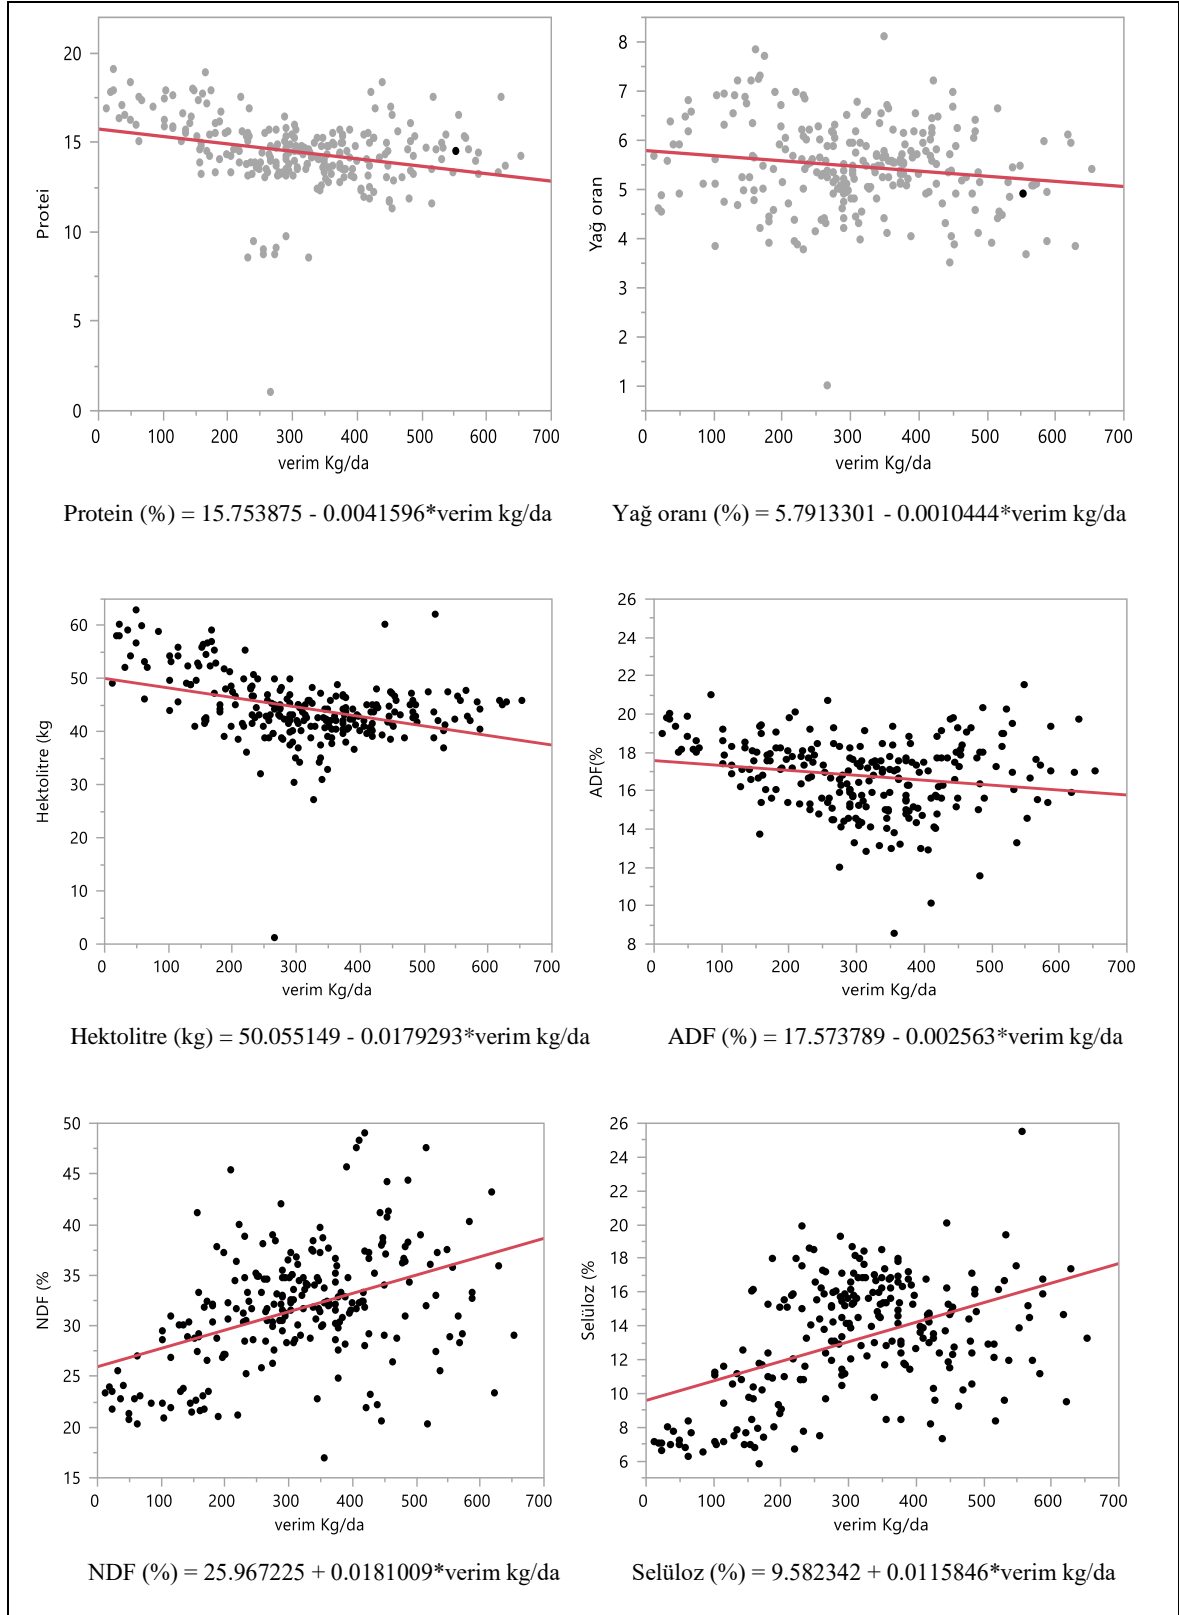 Protei
20
15
10
5
0
0 100 200 300 400 500 600 700
verim Kg/da
Protein (%) = 15.753875 - 0.0041596*verim kg/da
Yağ oran
8
7
6
5
4
3
2
1
0 100 200 300 400 500 600 700
verim Kg/da
Yağ oranı (%) = 5.7913301 - 0.0010444*verim kg/da
Hektolitre (kg
60
50
40
30
20
10
0
0 100 200 300 400 500 600 700
verim Kg/da
Hektolitre (kg) = 50.055149 - 0.0179293*verim kg/da
ADF(%
26
24
22
20
18
16
14
12
10
8
0 100 200 300 400 500 600 700
verim Kg/da
ADF (%) = 17.573789 - 0.002563*verim kg/da
NDF (%
50
45
40
35
30
25
20
15
0 100 200 300 400 500 600 700
verim Kg/da
NDF (%) = 25.967225 + 0.0181009*verim kg/da
Selüloz (%
26
24
22
20
18
16
14
12
10
8
6
0 100 200 300 400 500 600 700
verim Kg/da
Selüloz (%) = 9.582342 + 0.0115846*verim kg/da